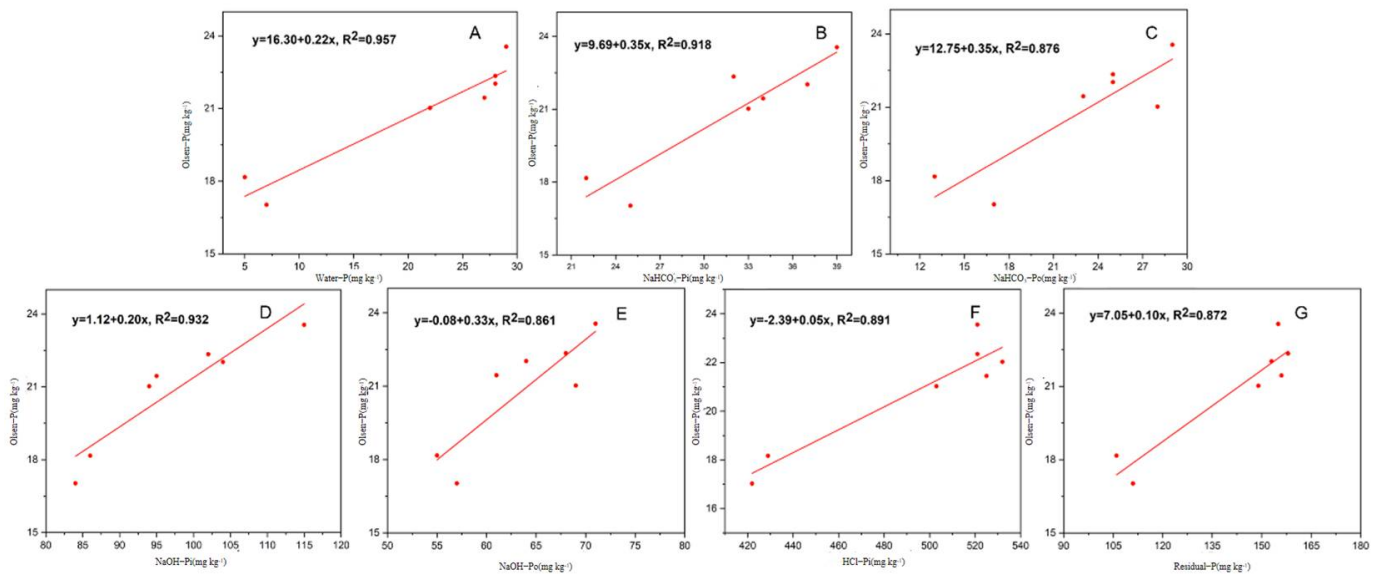 y=16.30+0.22x, R²=0.957
A
24
21
18
15
Olsen-P(mg kg⁻¹)
5 10 15 20 25 30
Water-P(mg kg⁻¹)
y=9.69+0.35x, R²=0.918
B
24
21
18
15
Olsen-P(mg kg⁻¹)
21 24 27 30 33 36 39
NaHCO₃-Pi(mg kg⁻¹)
y=12.75+0.35x, R²=0.876
C
24
21
18
15
Olsen-P(mg kg⁻¹)
11 14 17 20 23 26 29
NaHCO₃-Po(mg kg⁻¹)
y=1.12+0.20x, R²=0.932
D
24
21
18
15
Olsen-P(mg kg⁻¹)
80 85 90 95 100 105 110 115 120
NaOH-Pi(mg kg⁻¹)
y=-0.08+0.33x, R²=0.861
E
24
21
18
15
Olsen-P(mg kg⁻¹)
50 55 60 65 70 75 80
NaOH-Po(mg kg⁻¹)
y=-2.39+0.05x, R²=0.891
F
24
22
20
18
16
Olsen-P(mg kg⁻¹)
420 440 460 480 500 520 540
HCl-Pi(mg kg⁻¹)
y=7.05+0.10x, R²=0.872
G
24
21
18
15
Olsen-P(mg kg⁻¹)
90 105 120 135 150 165 180
Residual-P(mg kg⁻¹)